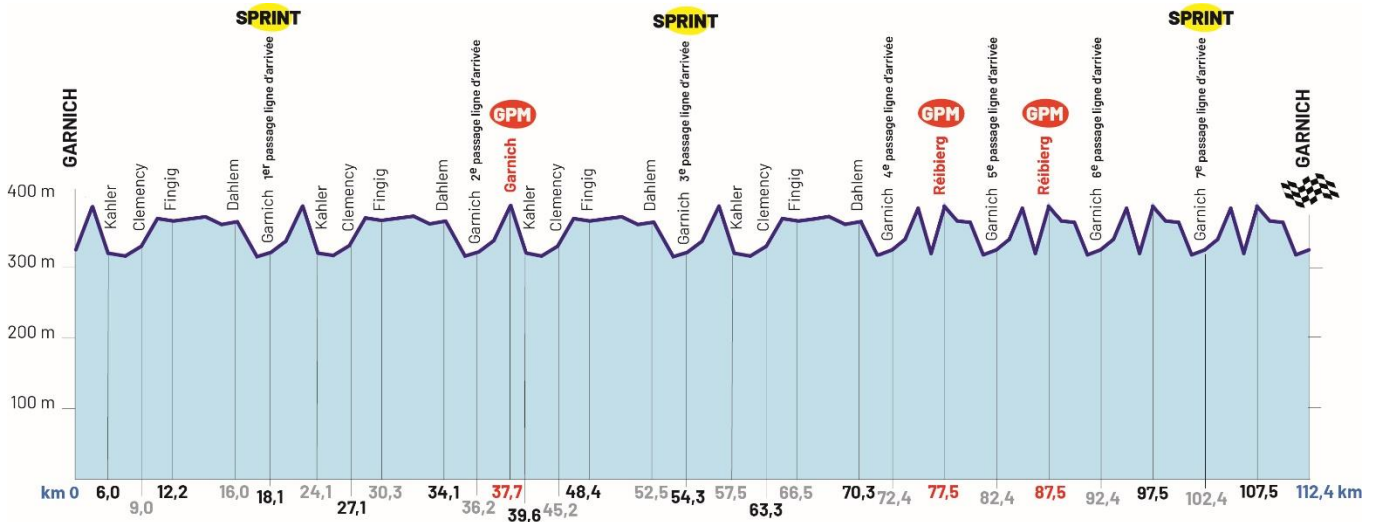 SPRINT
SPRINT
SPRINT
GPM
GPM
GPM
GARNICH
Kahler
Clemency
Fingig
Dahlem
Garnich 1er passage ligne d'arrivée
Kahler
Clemency
Fingig
Dahlem
Garnich 2e passage ligne d'arrivée
Garnich
Kahler
Clemency
Fingig
Dahlem
Garnich 3e passage ligne d'arrivée
Kahler
Clemency
Fingig
Dahlem
Garnich 4e passage ligne d'arrivée
Réibierg
Garnich 5e passage ligne d'arrivée
Réibierg
Garnich 6e passage ligne d'arrivée
Garnich 7e passage ligne d'arrivée
GARNICH
400 m
300 m
200 m
100 m
km 0
6,0
9,0
12,2
16,0
18,1
24,1
27,1
30,3
34,1
36,2
37,7
39,6
45,2
48,4
52,5
54,3
57,5
63,3
66,5
70,3
72,4
77,5
82,4
87,5
92,4
97,5
102,4
107,5
112,4 km